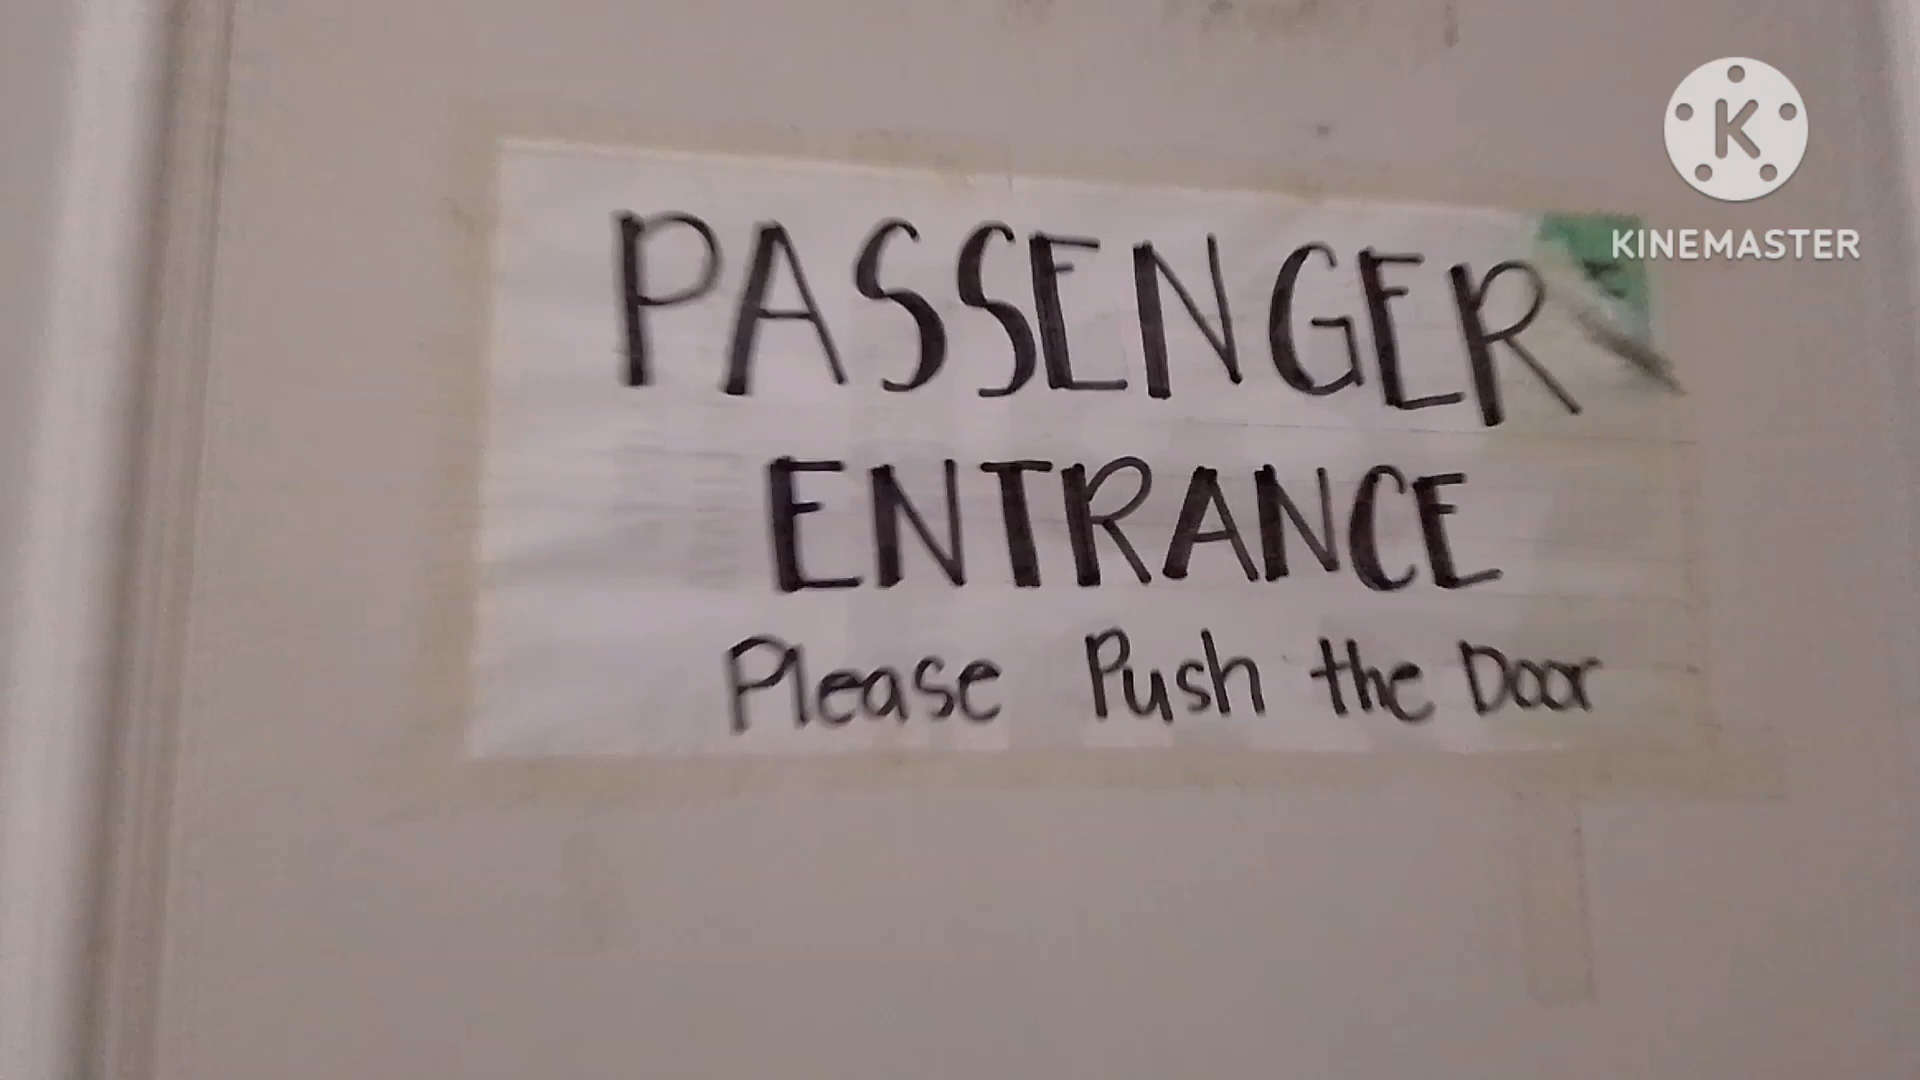 K
KINEMASTER
PASSENGER
ENTRANCE
Please Push the Door